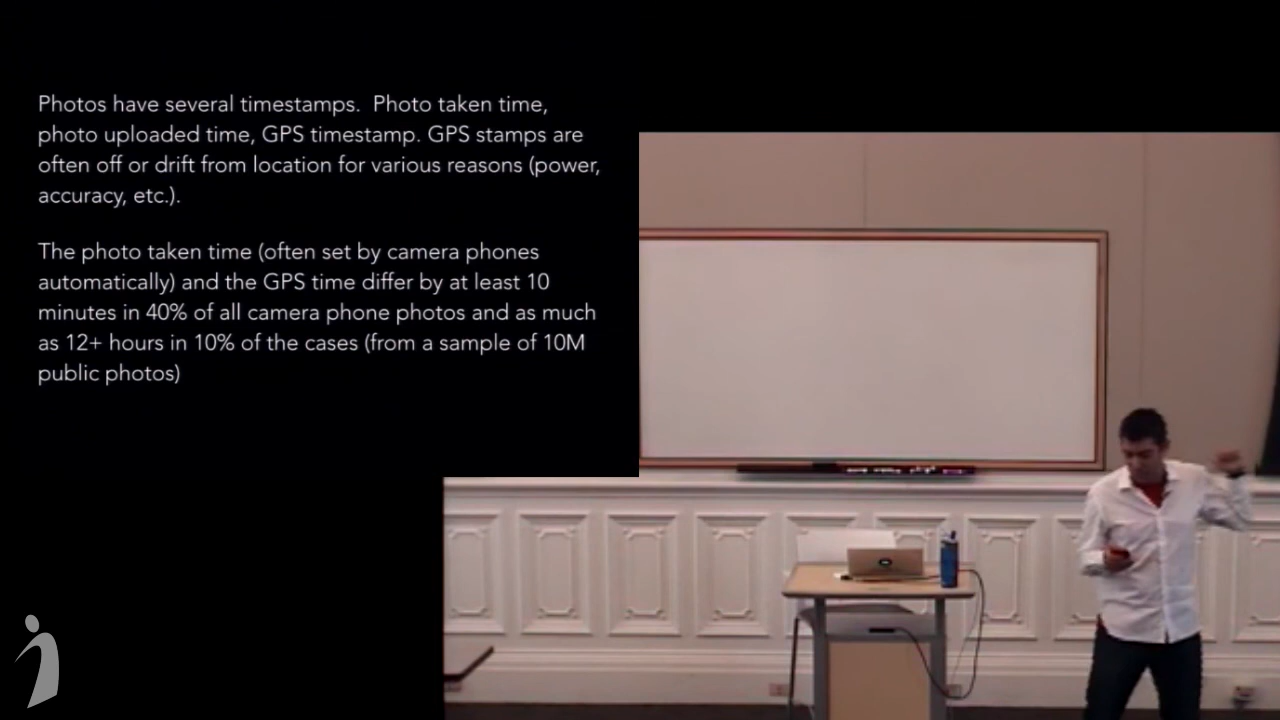 Photos have several timestamps.  Photo taken time,
photo uploaded time, GPS timestamp. GPS stamps are
often off or drift from location for various reasons (power,
accuracy, etc.).
The photo taken time (often set by camera phones
automatically) and the GPS time differ by at least 10
minutes in 40% of all camera phone photos and as much
as 12+ hours in 10% of the cases (from a sample of 10M
public photos)